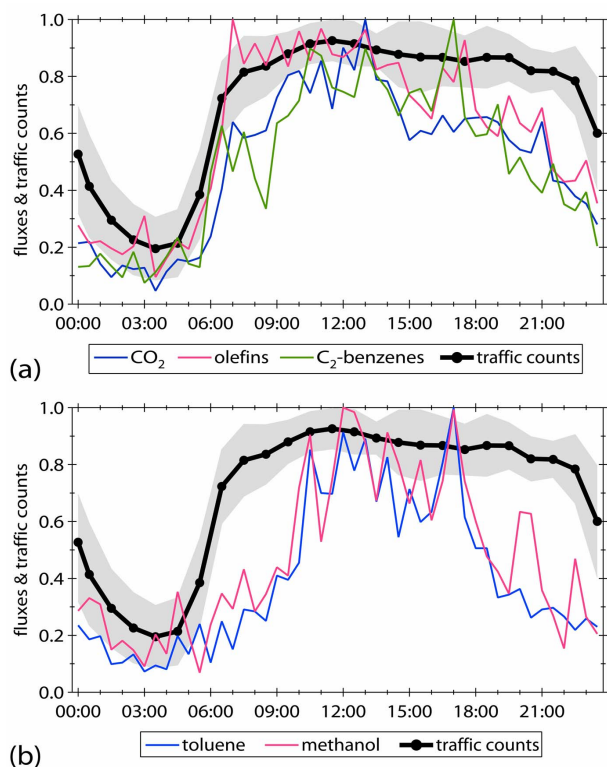 fluxes & traffic counts
1.0
0.8
0.6
0.4
0.2
0.0
00:00 03:00 06:00 09:00 12:00 15:00 18:00 21:00
(a)
CO₂ olefins C₂-benzenes traffic counts
fluxes & traffic counts
1.0
0.8
0.6
0.4
0.2
0.0
00:00 03:00 06:00 09:00 12:00 15:00 18:00 21:00
(b)
toluene methanol traffic counts